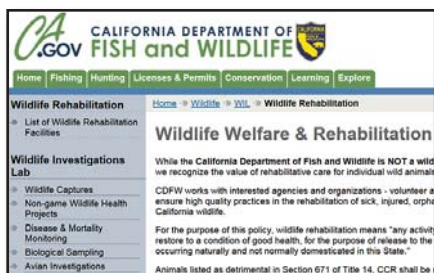 CA.GOV
CALIFORNIA DEPARTMENT OF
FISH and WILDLIFE
Home Fishing Hunting Licenses & Permits Conservation Learning Explore
Wildlife Rehabilitation
List of Wildlife Rehabilitation
Facilities
Wildlife Investigations
Lab
Wildlife Captures
Non-game Wildlife Health
Projects
Disease & Mortality
Monitoring
Biological Sampling
Avian Investigations
Home » Wildlife » WIL » Wildlife Rehabilitation
Wildlife Welfare & Rehabilitation
While the California Department of Fish and Wildlife is NOT a wild
we recognize the value of rehabilitative care for individual wild animals
CDFW works with interested agencies and organizations - volunteer a
ensure high quality practices in the rehabilitation of sick, injured, orpha
California wildlife.
For the purpose of this policy, wildlife rehabilitation means "any activity
restore to a condition of good health, for the purpose of release to the
occurring naturally and not normally domesticated in this State."
Animals listed as detrimental in Section 671 of Title 14, CCR shall be